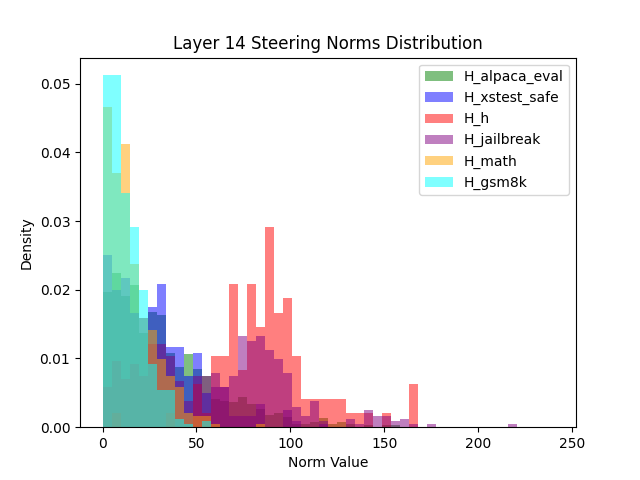 Layer 14 Steering Norms Distribution
H_alpaca_eval
H_xstest_safe
H_h
H_jailbreak
H_math
H_gsm8k
Density
0.05
0.04
0.03
0.02
0.01
0.00
0 50 100 150 200 250
Norm Value